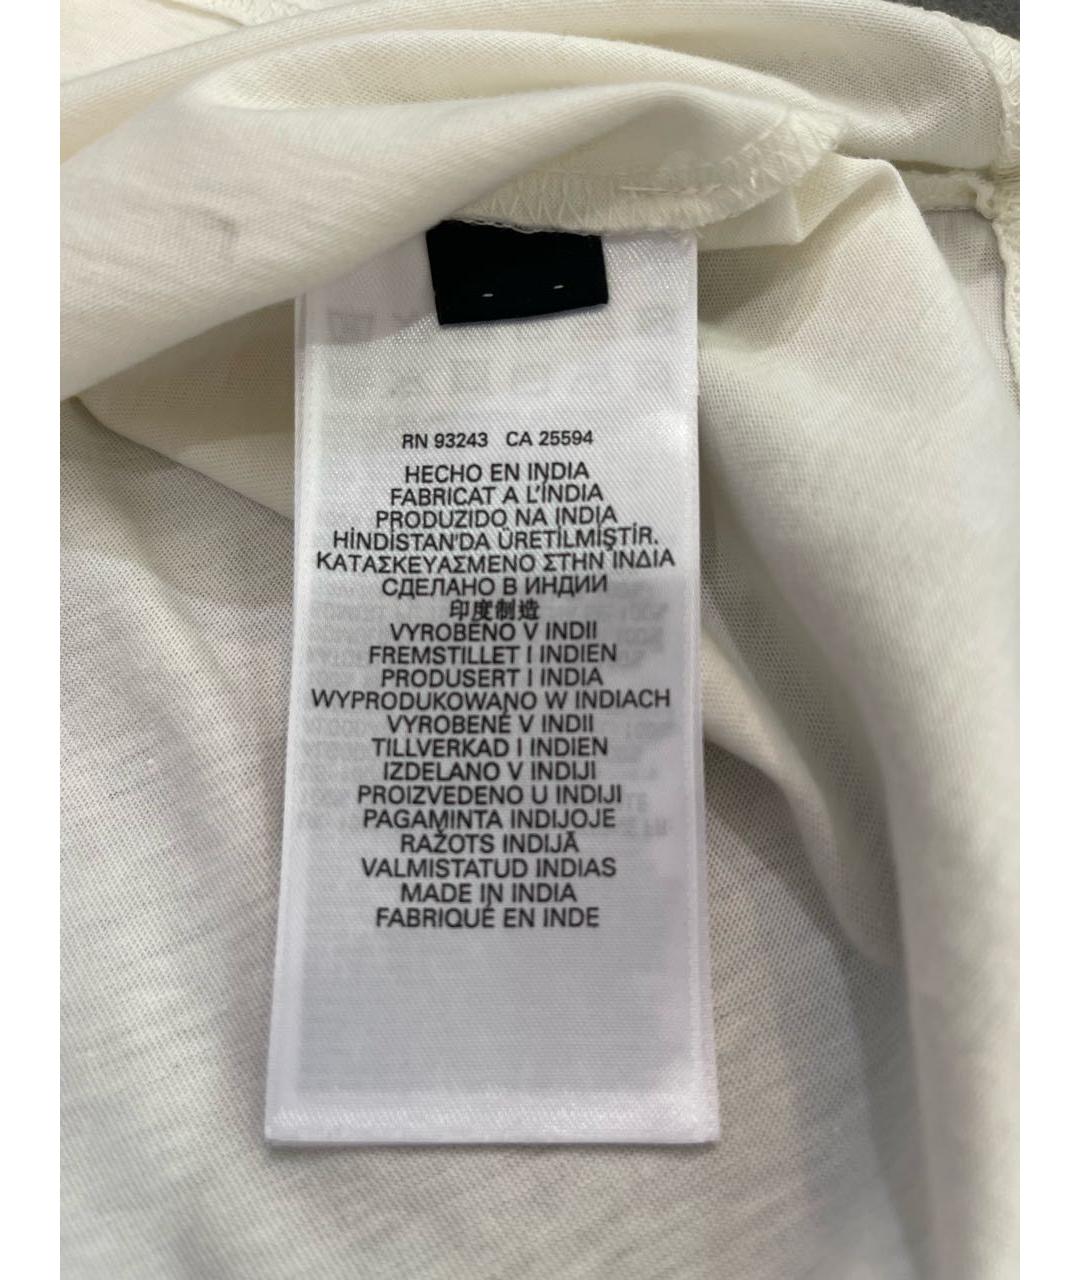 RN 93243 CA 25594
HECHO EN INDIA
FABRICAT A L'ÍNDIA
PRODUZIDO NA INDIA
HİNDİSTAN'DA ÜRETİLMİŞTİR.
ΚΑΤΑΣΚΕΥΑΣΜΕΝΟ ΣΤΗΝ ΙΝΔΙΑ
СДЕЛАНО В ИНДИИ
印度制造
VYROBENO V INDII
FREMSTILLET I INDIEN
PRODUSERT I INDIA
WYPRODUKOWANO W INDIACH
VYROBENÉ V INDII
TILLVERKAD I INDIEN
IZDELANO V INDIJI
PROIZVEDENO U INDIJI
PAGAMINTA INDIJOJE
RAŽOTS INDIJĀ
VALMISTATUD INDIAS
MADE IN INDIA
FABRIQUÉ EN INDE